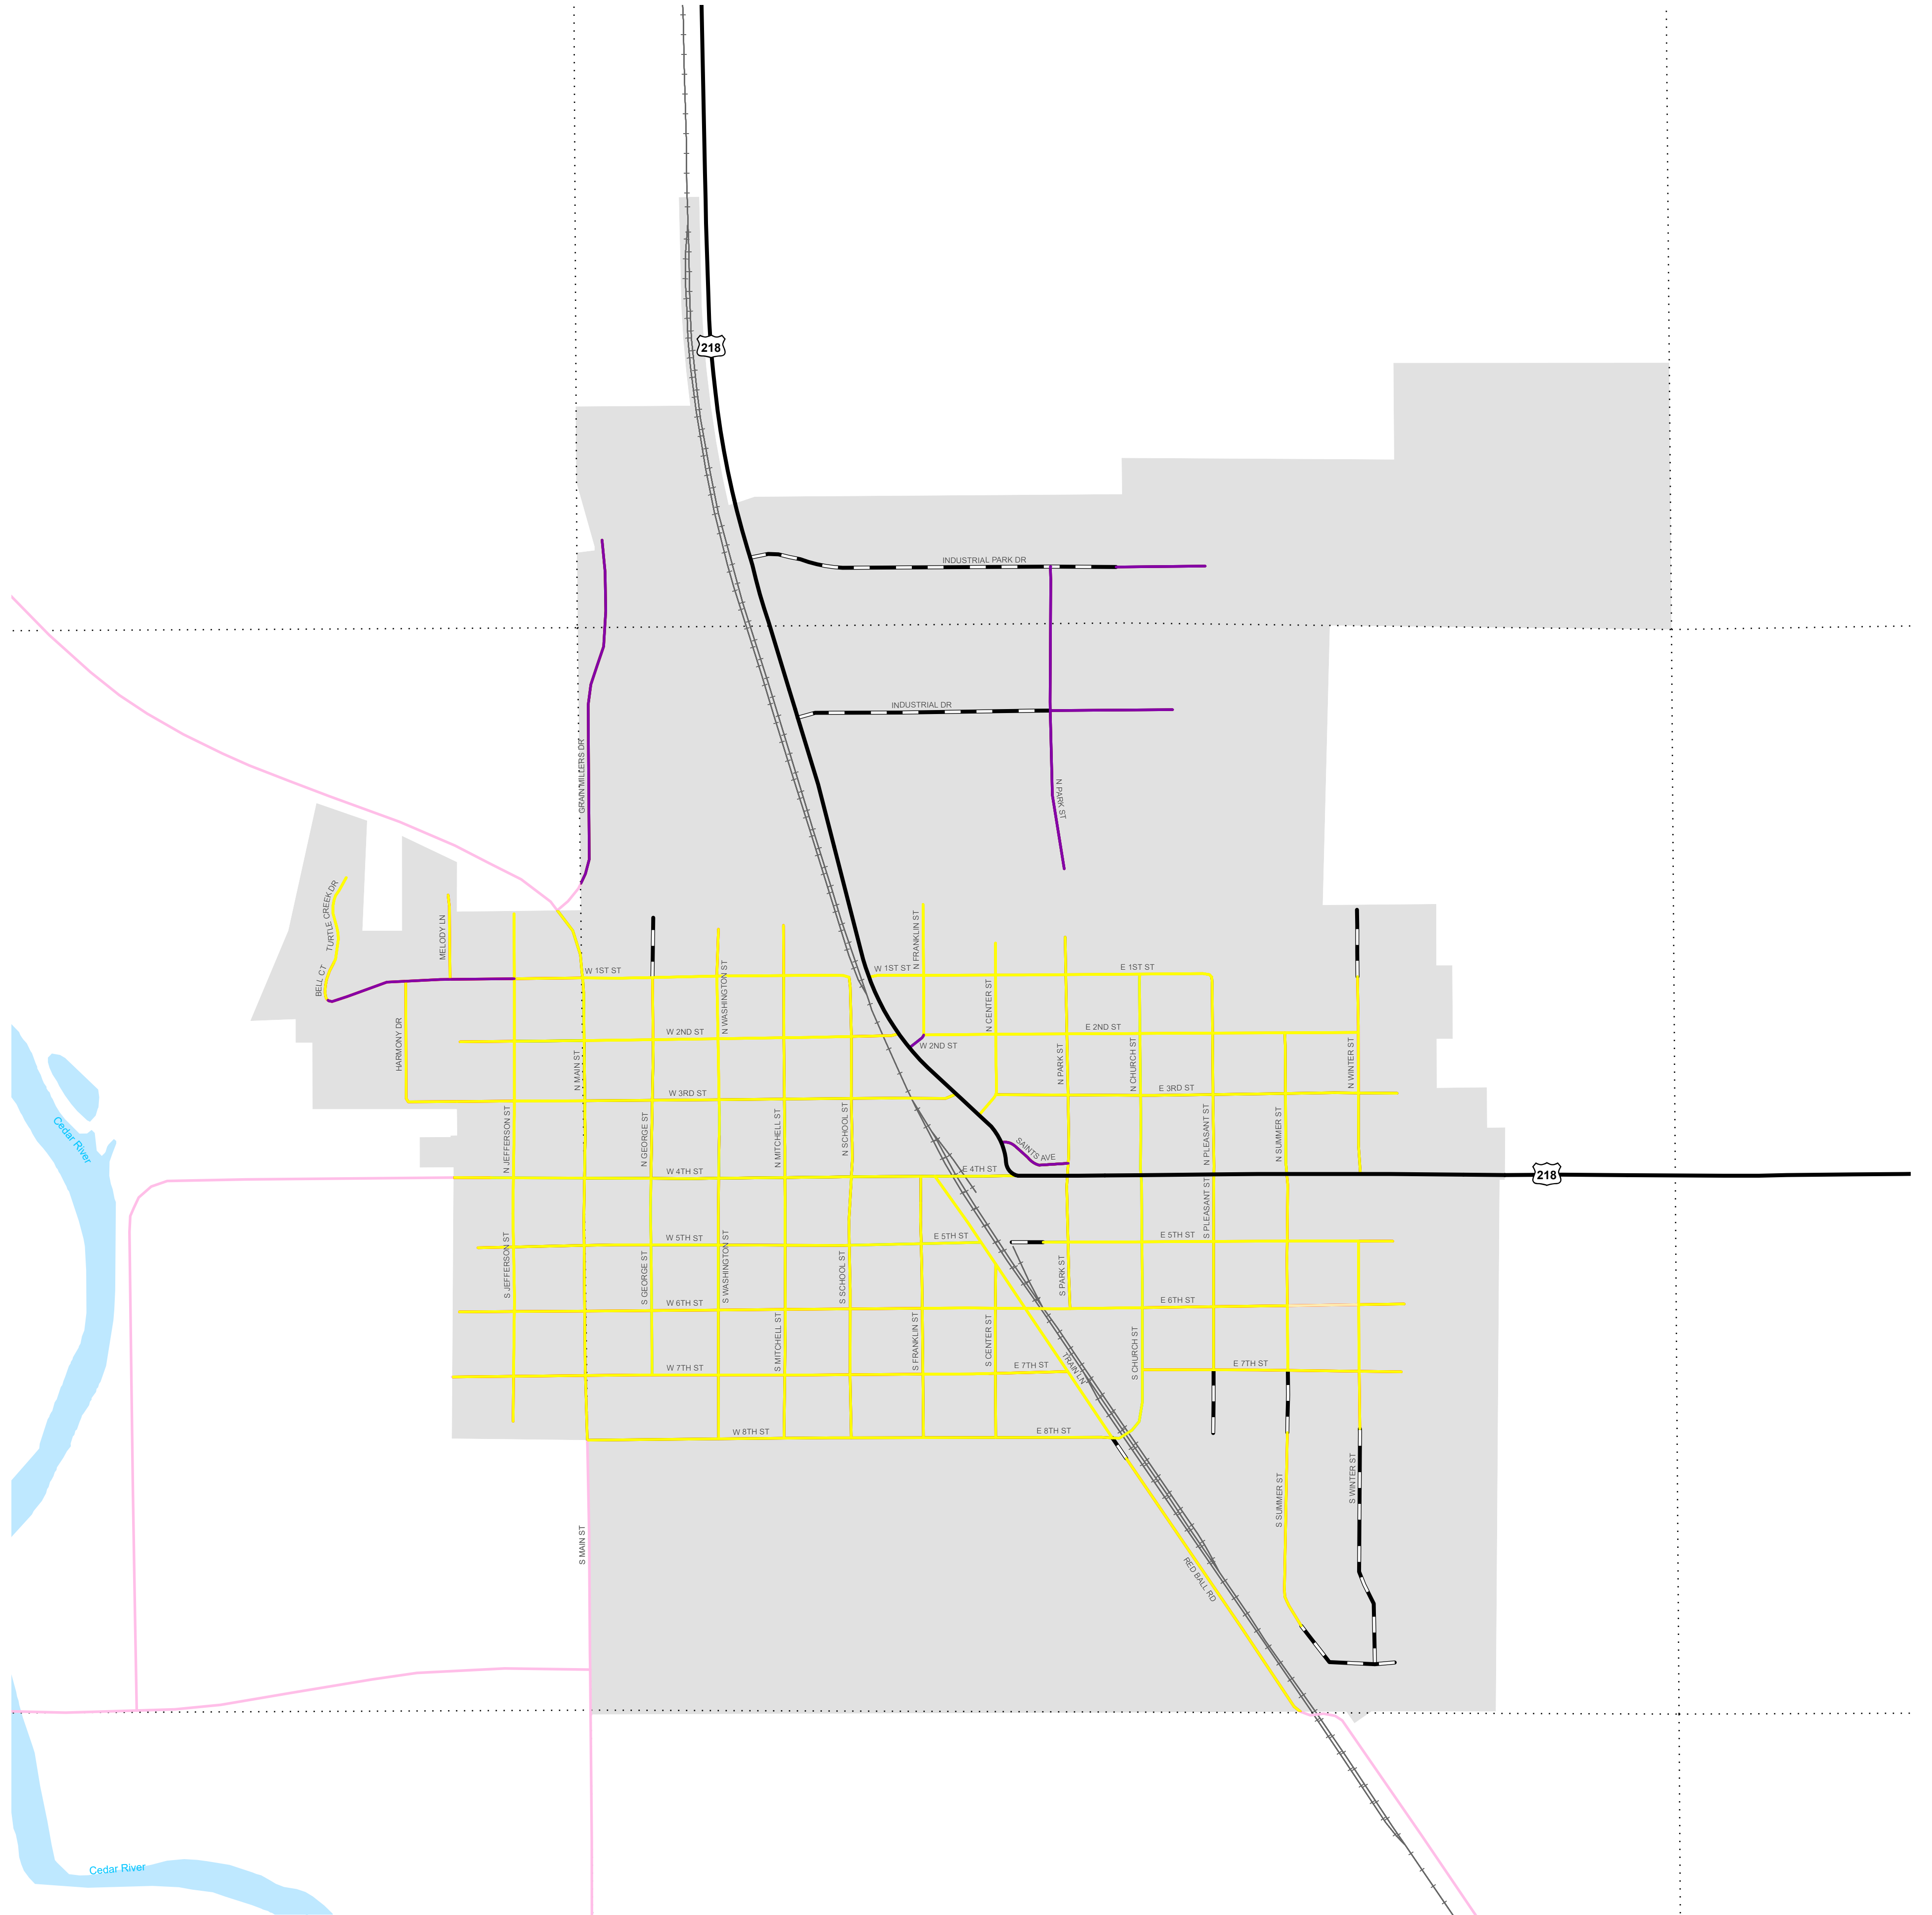 218
INDUSTRIAL PARK DR
INDUSTRIAL DR
GRAIN MILLERS DR
N PARK ST
TURTLE CREEK DR
BELL CT
MELODY LN
HARMONY DR
W 1ST ST
W 1ST ST
E 1ST ST
N FRANKLIN ST
N WASHINGTON ST
N CENTER ST
W 2ND ST
W 2ND ST
E 2ND ST
N MAIN ST
N PARK ST
N CHURCH ST
N WINTER ST
W 3RD ST
E 3RD ST
N JEFFERSON ST
N GEORGE ST
N MITCHELL ST
N SCHOOL ST
N PLEASANT ST
N SUMMER ST
SAINTS AVE
Cedar River
W 4TH ST
E 4TH ST
218
S PLEASANT ST
W 5TH ST
E 5TH ST
E 5TH ST
S JEFFERSON ST
S GEORGE ST
S WASHINGTON ST
S SCHOOL ST
S PARK ST
W 6TH ST
E 6TH ST
S MITCHELL ST
S FRANKLIN ST
S CENTER ST
S CHURCH ST
W 7TH ST
E 7TH ST
TRAIN LN
E 7TH ST
W 8TH ST
E 8TH ST
S MAIN ST
S SUMMER ST
S WINTER ST
RED BALL RD
Cedar River